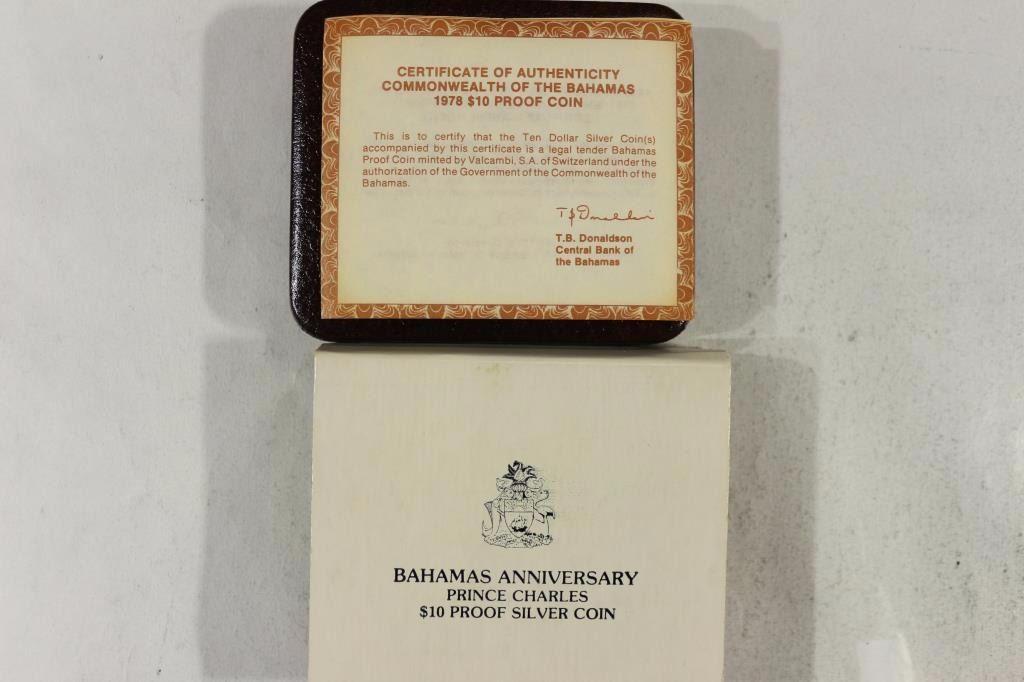 CERTIFICATE OF AUTHENTICITY
COMMONWEALTH OF THE BAHAMAS
1978 $10 PROOF COIN
This is to certify that the Ten Dollar Silver Coin(s)
accompanied by this certificate is a legal tender Bahamas
Proof Coin minted by Valcambi, S.A. of Switzerland under the
authorization of the Government of the Commonwealth of the
Bahamas.
T.B. Donaldson
Central Bank of
the Bahamas
BAHAMAS ANNIVERSARY
PRINCE CHARLES
$10 PROOF SILVER COIN